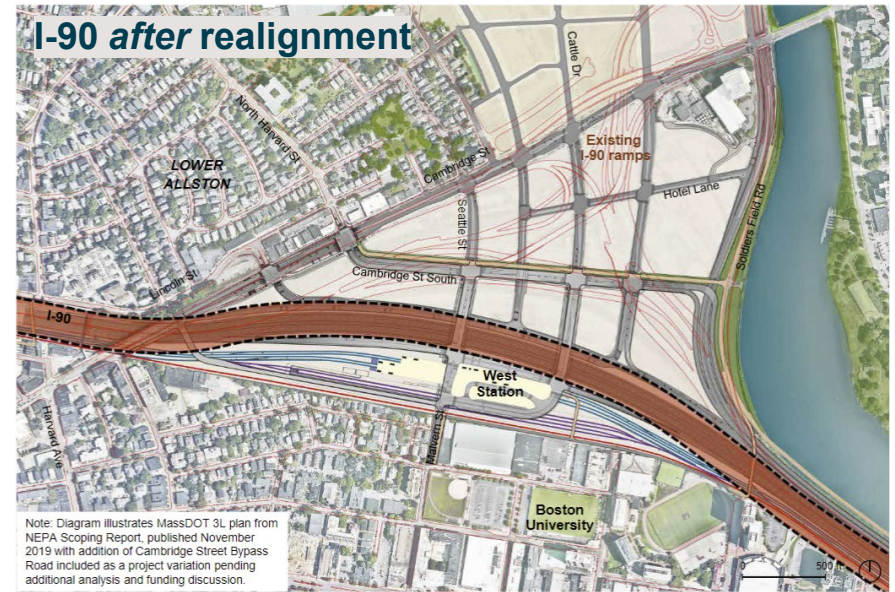 I-90 after realignment
Cattle Dr
North Harvard St
LOWER
ALLSTON
Existing
I-90 ramps
Cambridge St
Hotel Lane
Seattle St
Soldiers Field Rd
Lincoln St
Cambridge St South
I-90
West
Station
Harvard Ave
Malvern St
Boston
University
Note: Diagram illustrates MassDOT 3L plan from
NEPA Scoping Report, published November
2019 with addition of Cambridge Street Bypass
Road included as a project variation pending
additional analysis and funding discussion.
0 500 ft